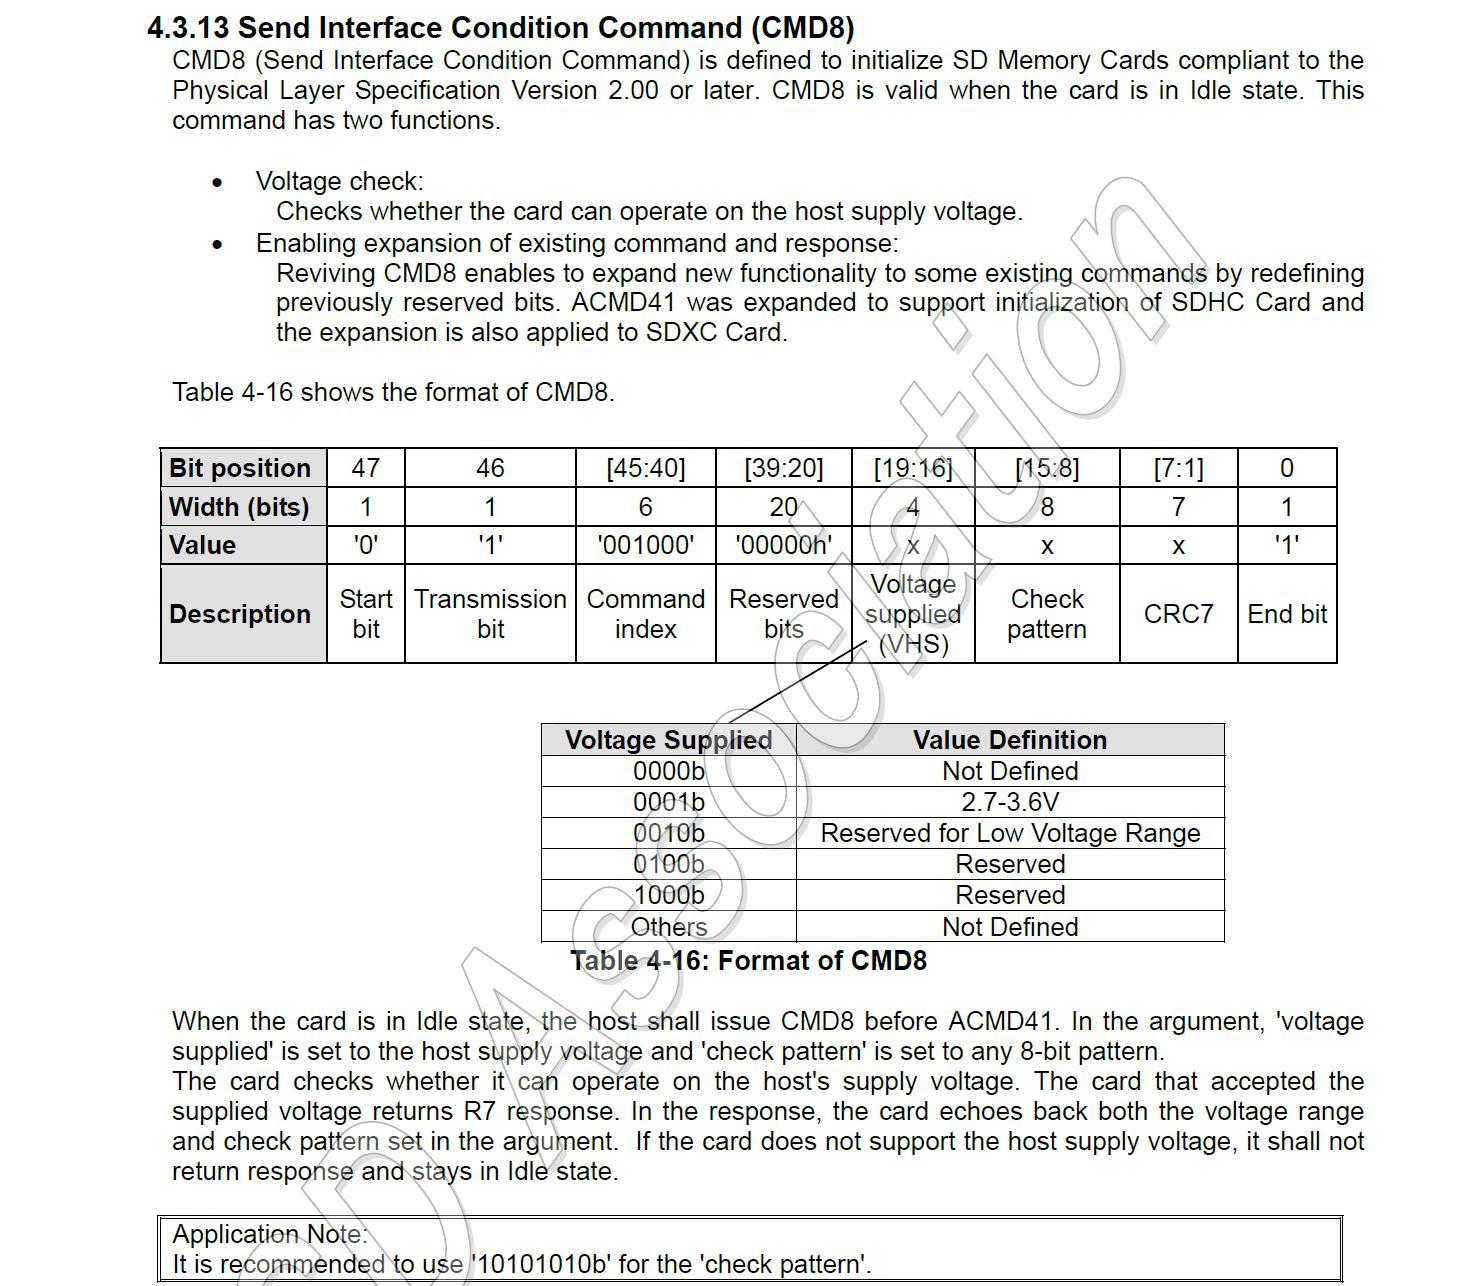 4.3.13 Send Interface Condition Command (CMD8)
CMD8 (Send Interface Condition Command) is defined to initialize SD Memory Cards compliant to the
Physical Layer Specification Version 2.00 or later. CMD8 is valid when the card is in Idle state. This
command has two functions.
• Voltage check:
Checks whether the card can operate on the host supply voltage.
• Enabling expansion of existing command and response:
Reviving CMD8 enables to expand new functionality to some existing commands by redefining
previously reserved bits. ACMD41 was expanded to support initialization of SDHC Card and
the expansion is also applied to SDXC Card.
Table 4-16 shows the format of CMD8.
Bit position 47 46 [45:40] [39:20] [19:16] [15:8] [7:1] 0
Width (bits) 1 1 6 20 4 8 7 1
Value '0' '1' '001000' '00000h' x x x '1'
Description Start bit Transmission bit Command index Reserved bits Voltage supplied (VHS) Check pattern CRC7 End bit
Voltage Supplied Value Definition
0000b Not Defined
0001b 2.7-3.6V
0010b Reserved for Low Voltage Range
0100b Reserved
1000b Reserved
Others Not Defined
Table 4-16: Format of CMD8
When the card is in Idle state, the host shall issue CMD8 before ACMD41. In the argument, 'voltage
supplied' is set to the host supply voltage and 'check pattern' is set to any 8-bit pattern.
The card checks whether it can operate on the host's supply voltage. The card that accepted the
supplied voltage returns R7 response. In the response, the card echoes back both the voltage range
and check pattern set in the argument. If the card does not support the host supply voltage, it shall not
return response and stays in Idle state.
Application Note:
It is recommended to use '10101010b' for the 'check pattern'.
SD Association